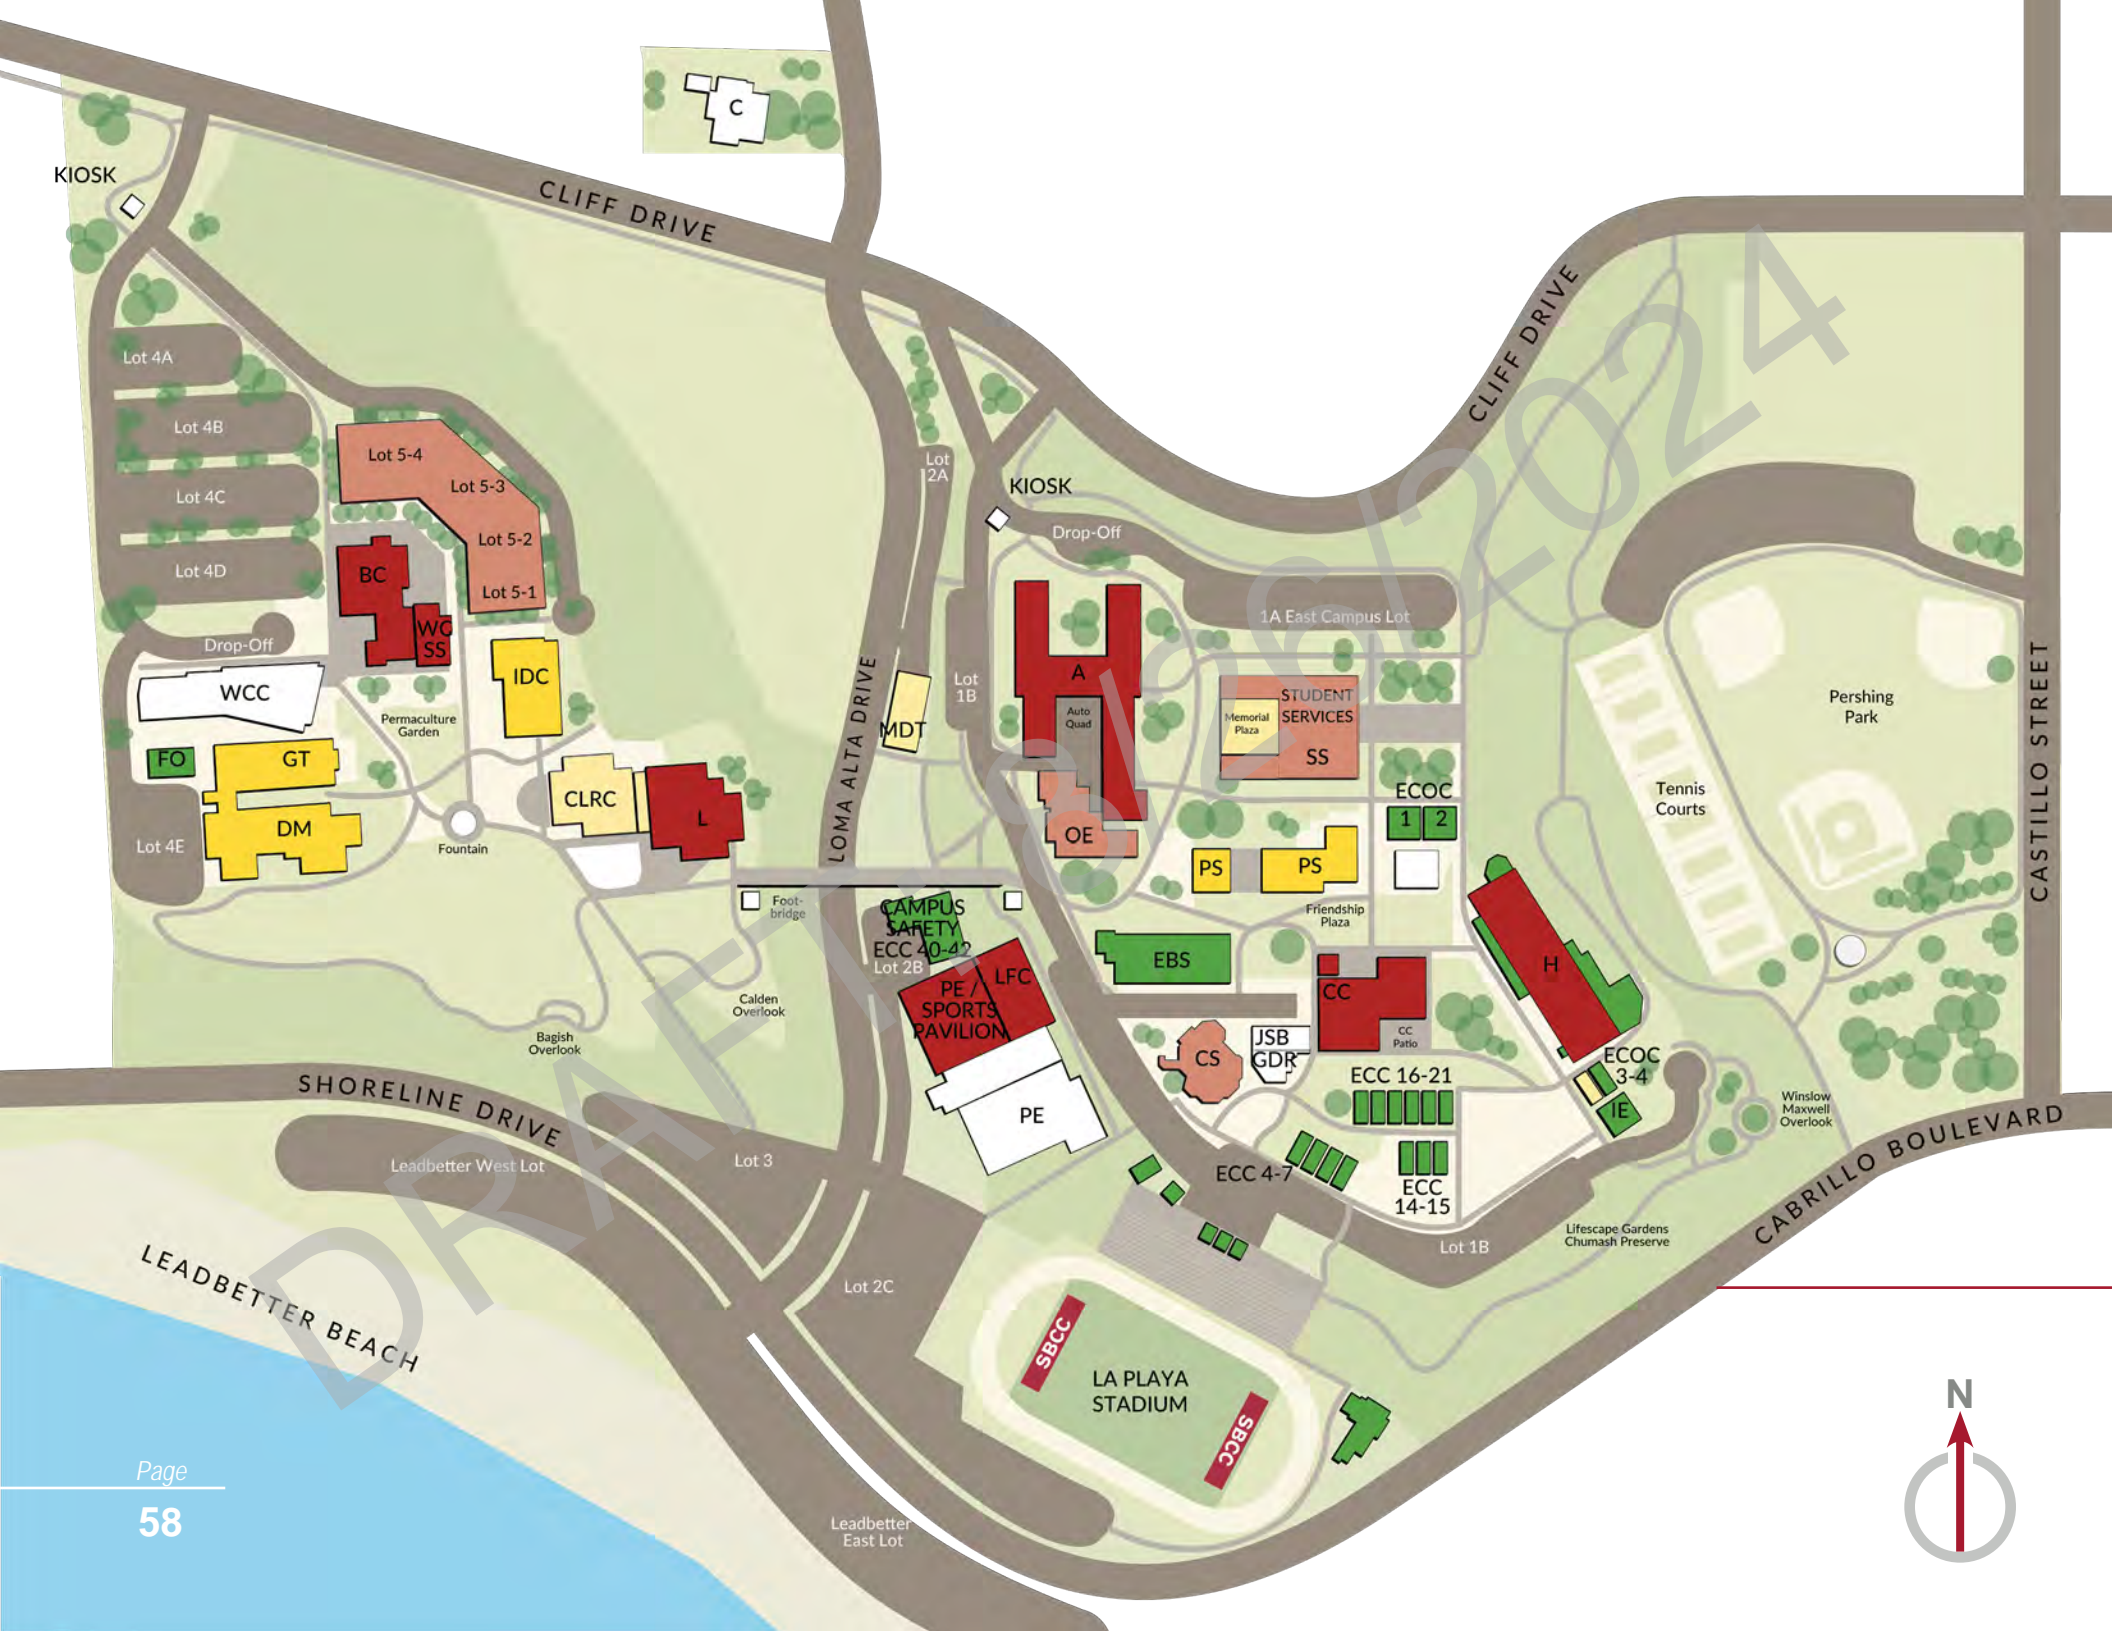 C
KIOSK
CLIFF DRIVE
CLIFF DRIVE
Lot 4A
Lot 4B
Lot 4C
Lot 4D
Lot 5-4
Lot 5-3
Lot 5-2
Lot 5-1
Lot
2A
KIOSK
Drop-Off
1A East Campus Lot
BC
WC
SS
Drop-Off
WCC
IDC
Permaculture
Garden
FO
GT
DM
Lot 4E
CLRC
L
Fountain
MDT
LOMA ALTA DRIVE
Lot
1B
A
Auto
Quad
OE
STUDENT
SERVICES
SS
Memorial
Plaza
ECOC
1
2
PS
PS
Friendship
Plaza
Pershing
Park
Tennis
Courts
CASTILLO STREET
Foot-
bridge
CAMPUS
SAFETY
ECC 40-42
Lot 2B
LFC
PE /
SPORTS
PAVILION
PE
EBS
CC
CC
Patio
H
CS
JSB
GDR
ECC 16-21
ECOC
3-4
IE
Winslow
Maxwell
Overlook
Calden
Overlook
Bagish
Overlook
SHORELINE DRIVE
Leadbetter West Lot
Lot 3
ECC 4-7
ECC
14-15
Lot 1B
Lifescape Gardens
Chumash Preserve
CABRILLO BOULEVARD
Lot 2C
LEADBETTER BEACH
SBCC
LA PLAYA
STADIUM
SBCC
Leadbetter
East Lot
Page
58
N
DRAFT 8/26/2024